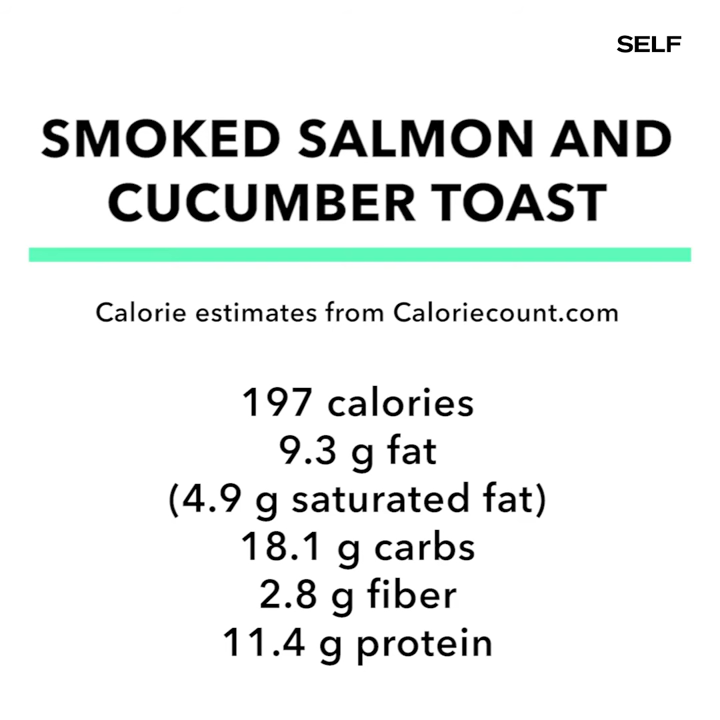 SELF
SMOKED SALMON AND
CUCUMBER TOAST
Calorie estimates from Caloriecount.com
197 calories
9.3 g fat
(4.9 g saturated fat)
18.1 g carbs
2.8 g fiber
11.4 g protein